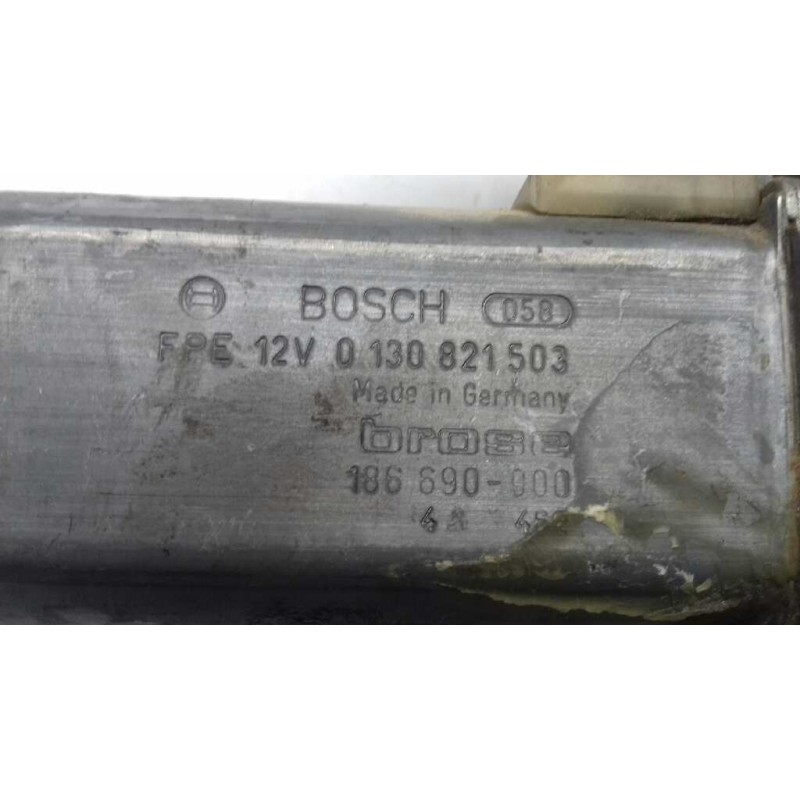 BOSCH 058
FPE 12V 0 130 821 503
Made in Germany
brose
186 690-000